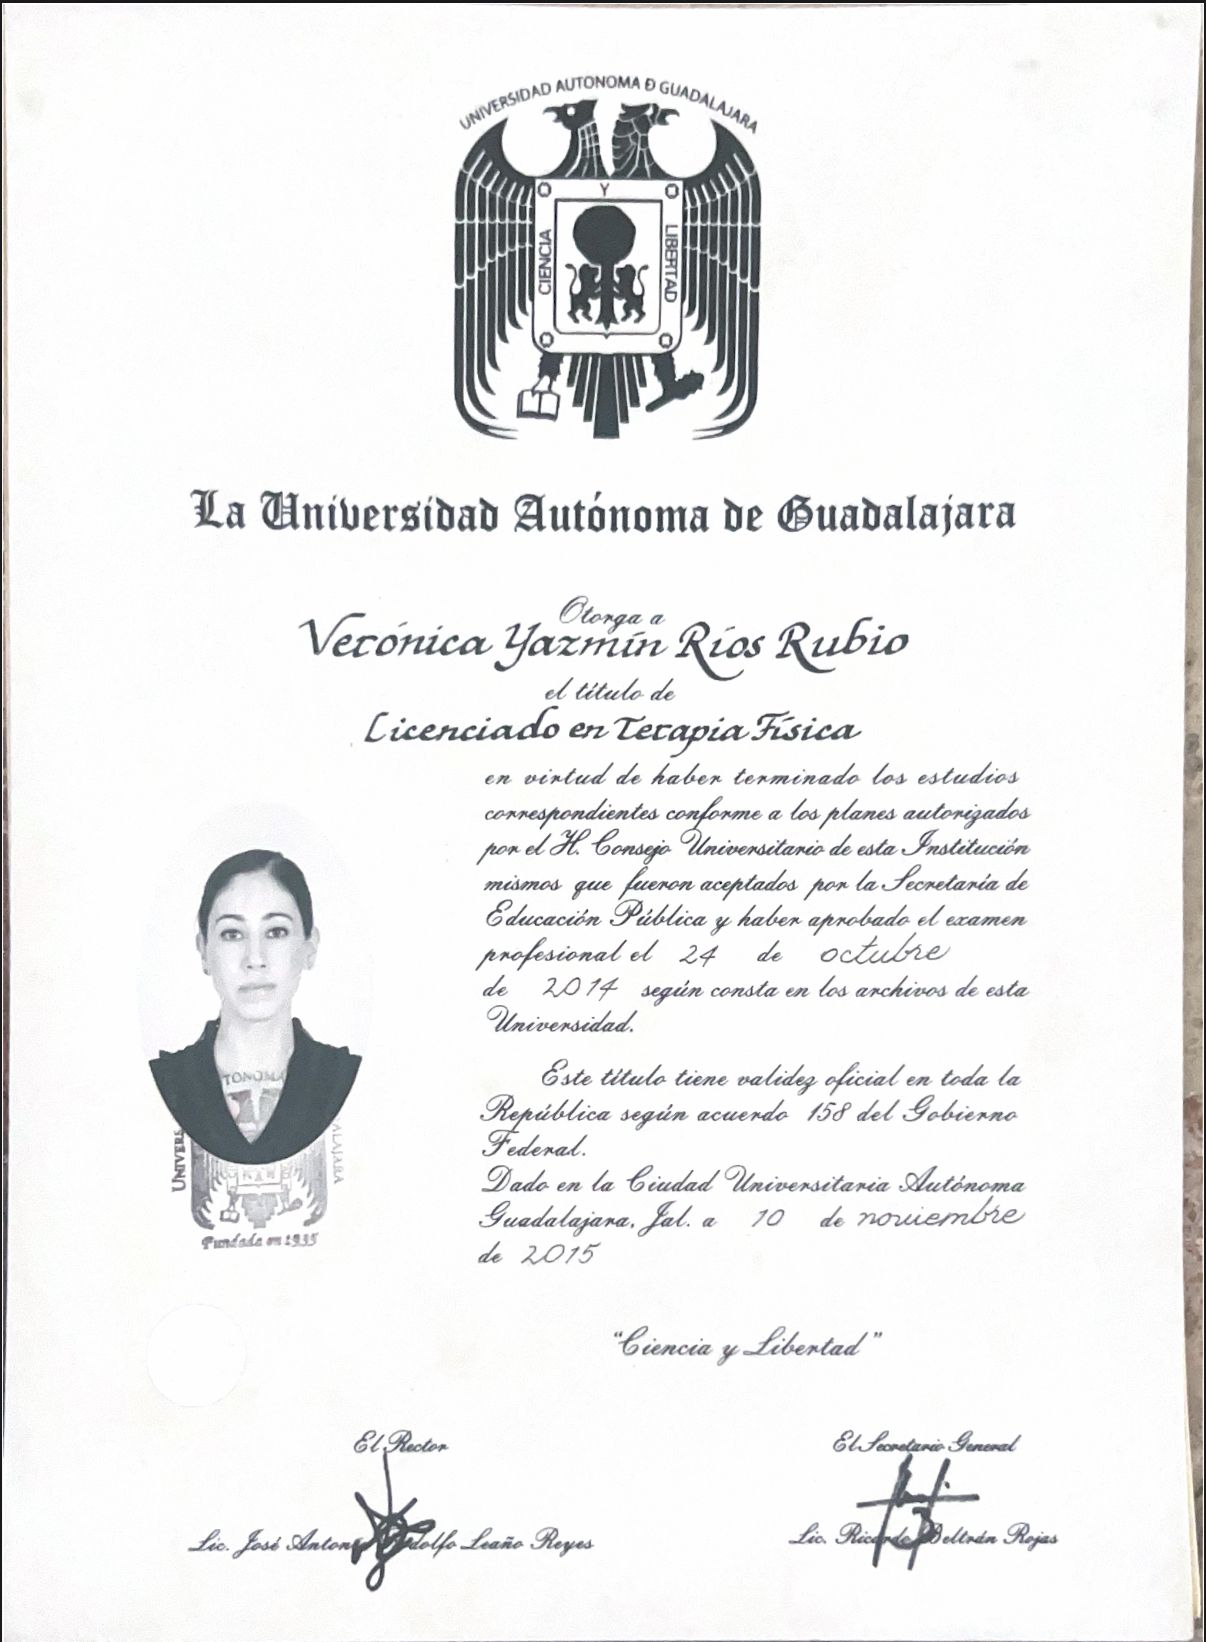 UNIVERSIDAD AUTONOMA Ð GUADALAJARA
Y
CIENCIA
LIBERTAD
La Universidad Autónoma de Guadalajara
Otorga a
Verónica Yazmín Ríos Rubio
el título de
Licenciado en Terapia Física
en virtud de haber terminado los estudios
correspondientes conforme a los planes autorizados
por el H. Consejo Universitario de esta Institución
mismos que fueron aceptados por la Secretaría de
Educación Pública y haber aprobado el examen
profesional el 24 de octubre
de 2014 según consta en los archivos de esta
Universidad.
Este título tiene validez oficial en toda la
República según acuerdo 158 del Gobierno
Federal.
Dado en la Ciudad Universitaria Autónoma
Guadalajara, Jal. a 10 de noviembre
de 2015
TONOMA
UNIVERS
ALAJARA
Fundada en 1935
"Ciencia y Libertad"
El Rector
Lic. José Antonio Rodolfo Leaño Reyes
El Secretario General
Lic. Ricardo Beltrán Rojas